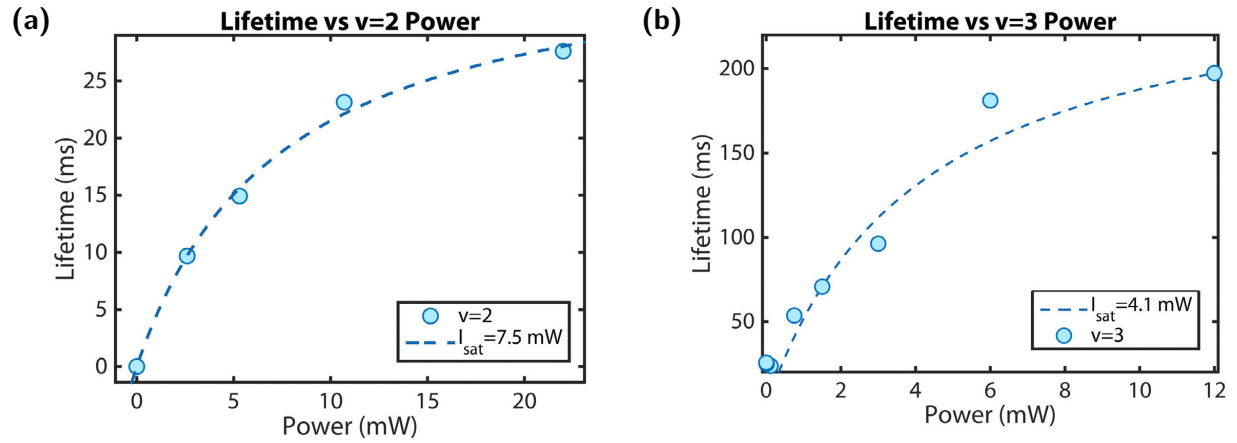 (a)
Lifetime vs v=2 Power
Lifetime (ms)
25
20
15
10
5
0
0 5 10 15 20
Power (mW)
v=2
I_sat=7.5 mW
(b)
Lifetime vs v=3 Power
Lifetime (ms)
200
150
100
50
0 2 4 6 8 10 12
Power (mW)
I_sat=4.1 mW
v=3